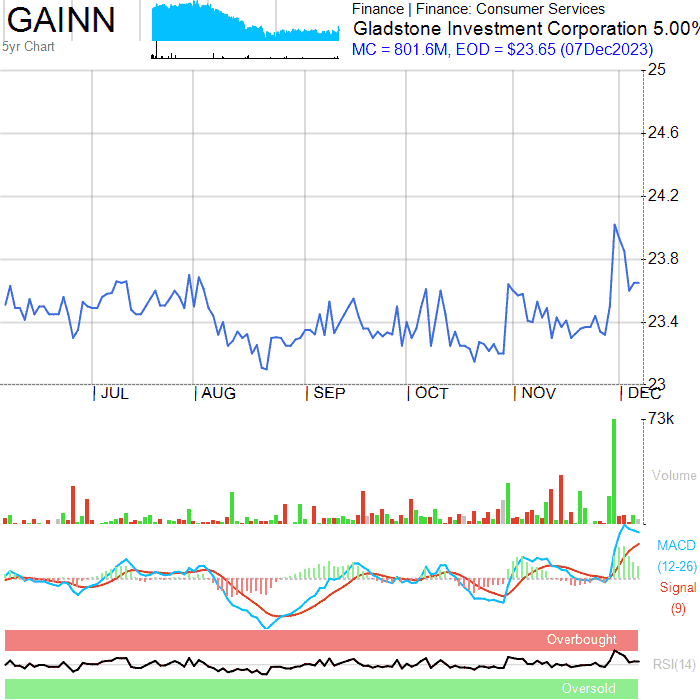 GAINN
5yr Chart
Finance | Finance: Consumer Services
Gladstone Investment Corporation 5.00%
MC = 801.6M, EOD = $23.65 (07Dec2023)
25
24.6
24.2
23.8
23.4
23
JUL
AUG
SEP
OCT
NOV
DEC
73k
Volume
MACD
(12-26)
Signal
(9)
Overbought
RSI(14)
Oversold